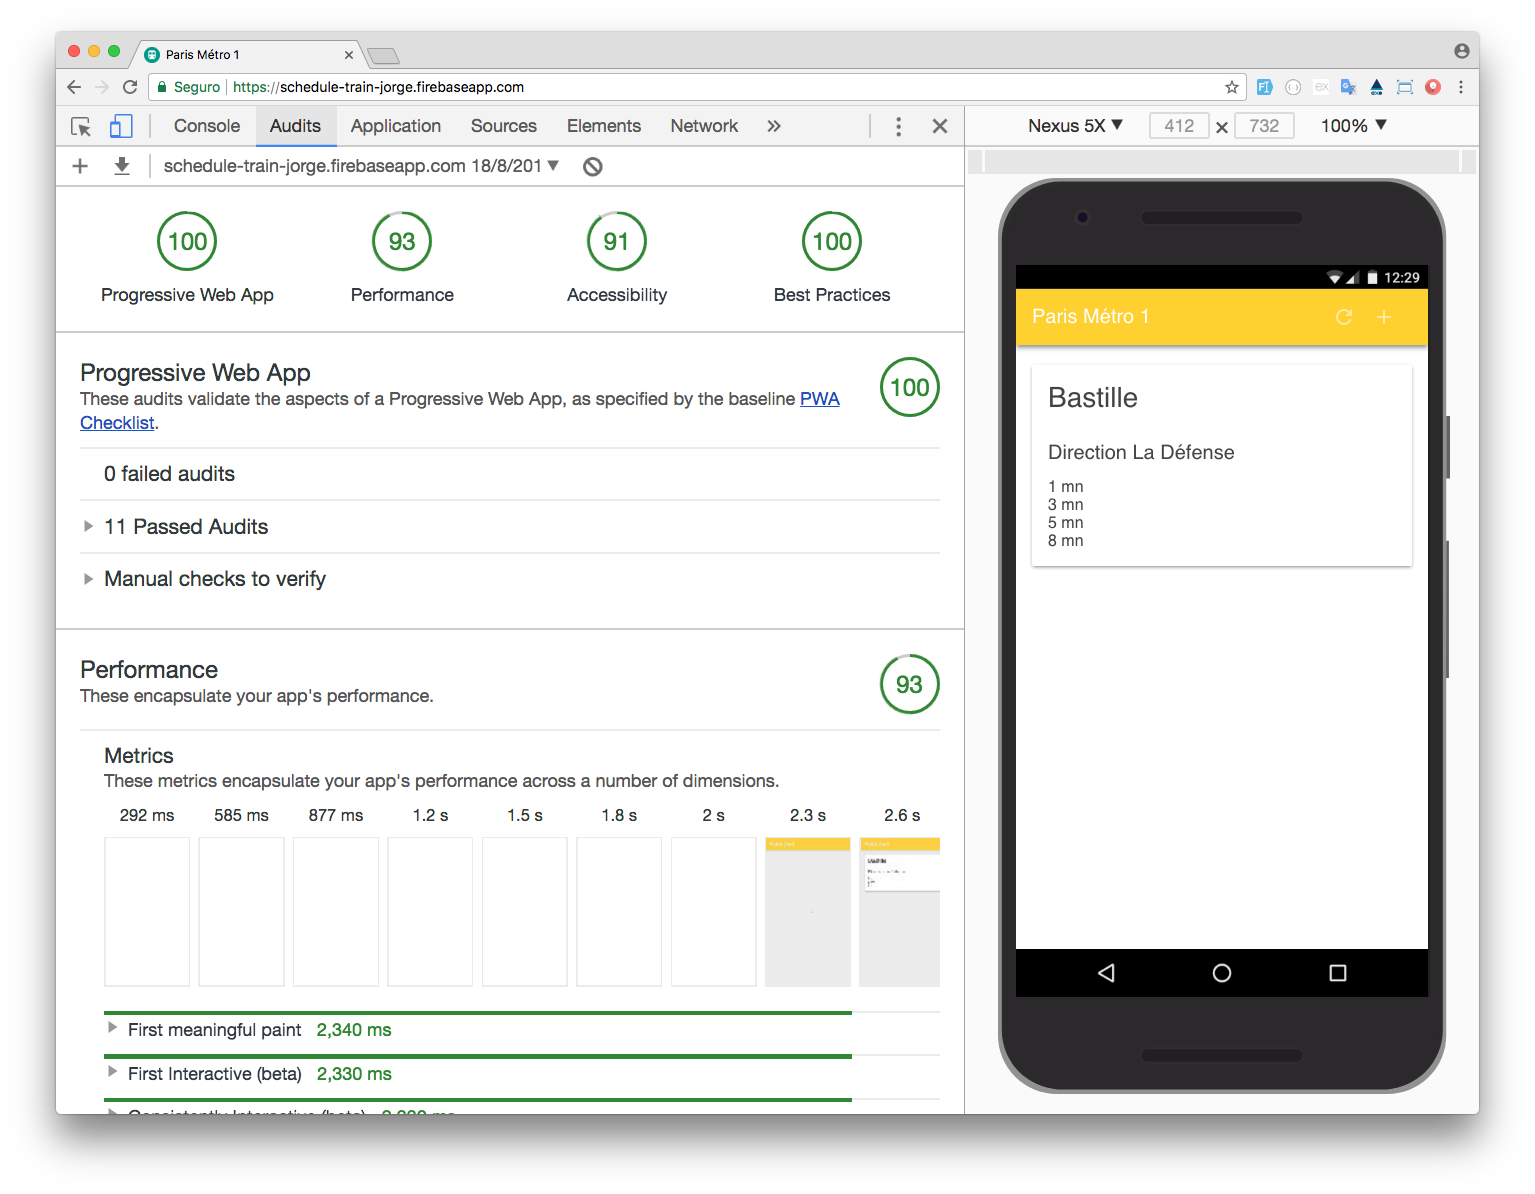 Paris Métro 1
Seguro
https://schedule-train-jorge.firebaseapp.com
Console Audits Application Sources Elements Network
schedule-train-jorge.firebaseapp.com 18/8/201
100 93 91 100
Progressive Web App Performance Accessibility Best Practices
Progressive Web App
100
These audits validate the aspects of a Progressive Web App, as specified by the baseline PWA
Checklist.
0 failed audits
11 Passed Audits
Manual checks to verify
Performance
93
These encapsulate your app's performance.
Metrics
These metrics encapsulate your app's performance across a number of dimensions.
292 ms 585 ms 877 ms 1.2 s 1.5 s 1.8 s 2 s 2.3 s 2.6 s
Bastille
First meaningful paint 2,340 ms
First Interactive (beta) 2,330 ms
Consistently Interactive (beta)
Nexus 5X 412 × 732 100%
12:29
Paris Métro 1
Bastille
Direction La Défense
1 mn
3 mn
5 mn
8 mn